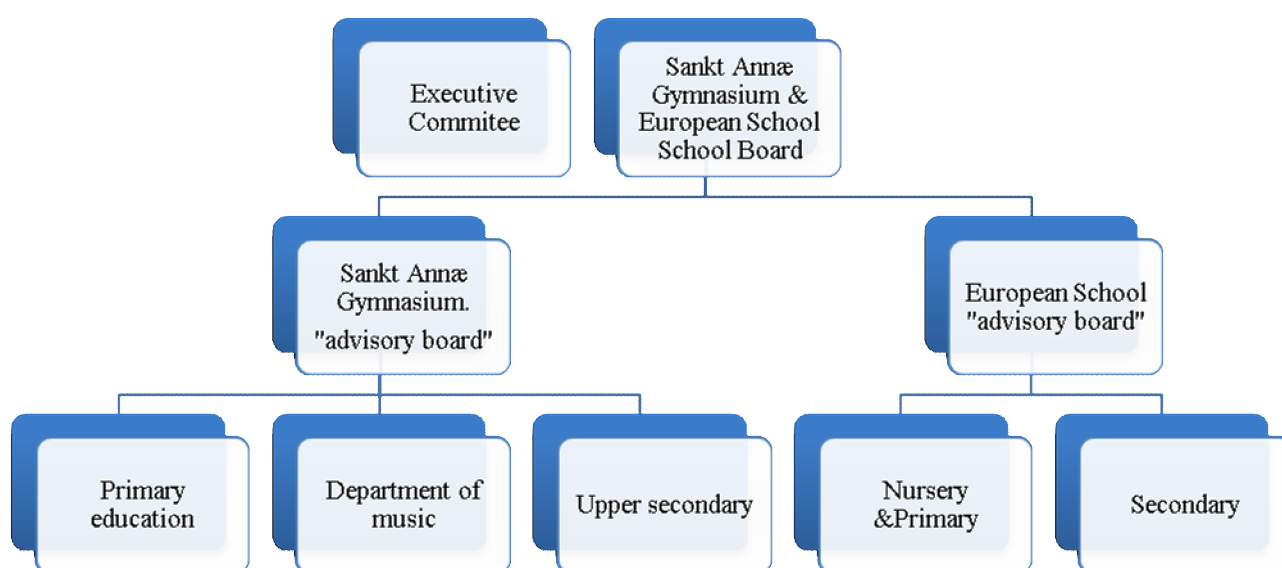 Executive
Commitee
Sankt Annæ
Gymnasium &
European School
School Board
Sankt Annæ
Gymnasium.
"advisory board"
European School
"advisory board"
Primary
education
Department of
music
Upper secondary
Nursery
&Primary
Secondary